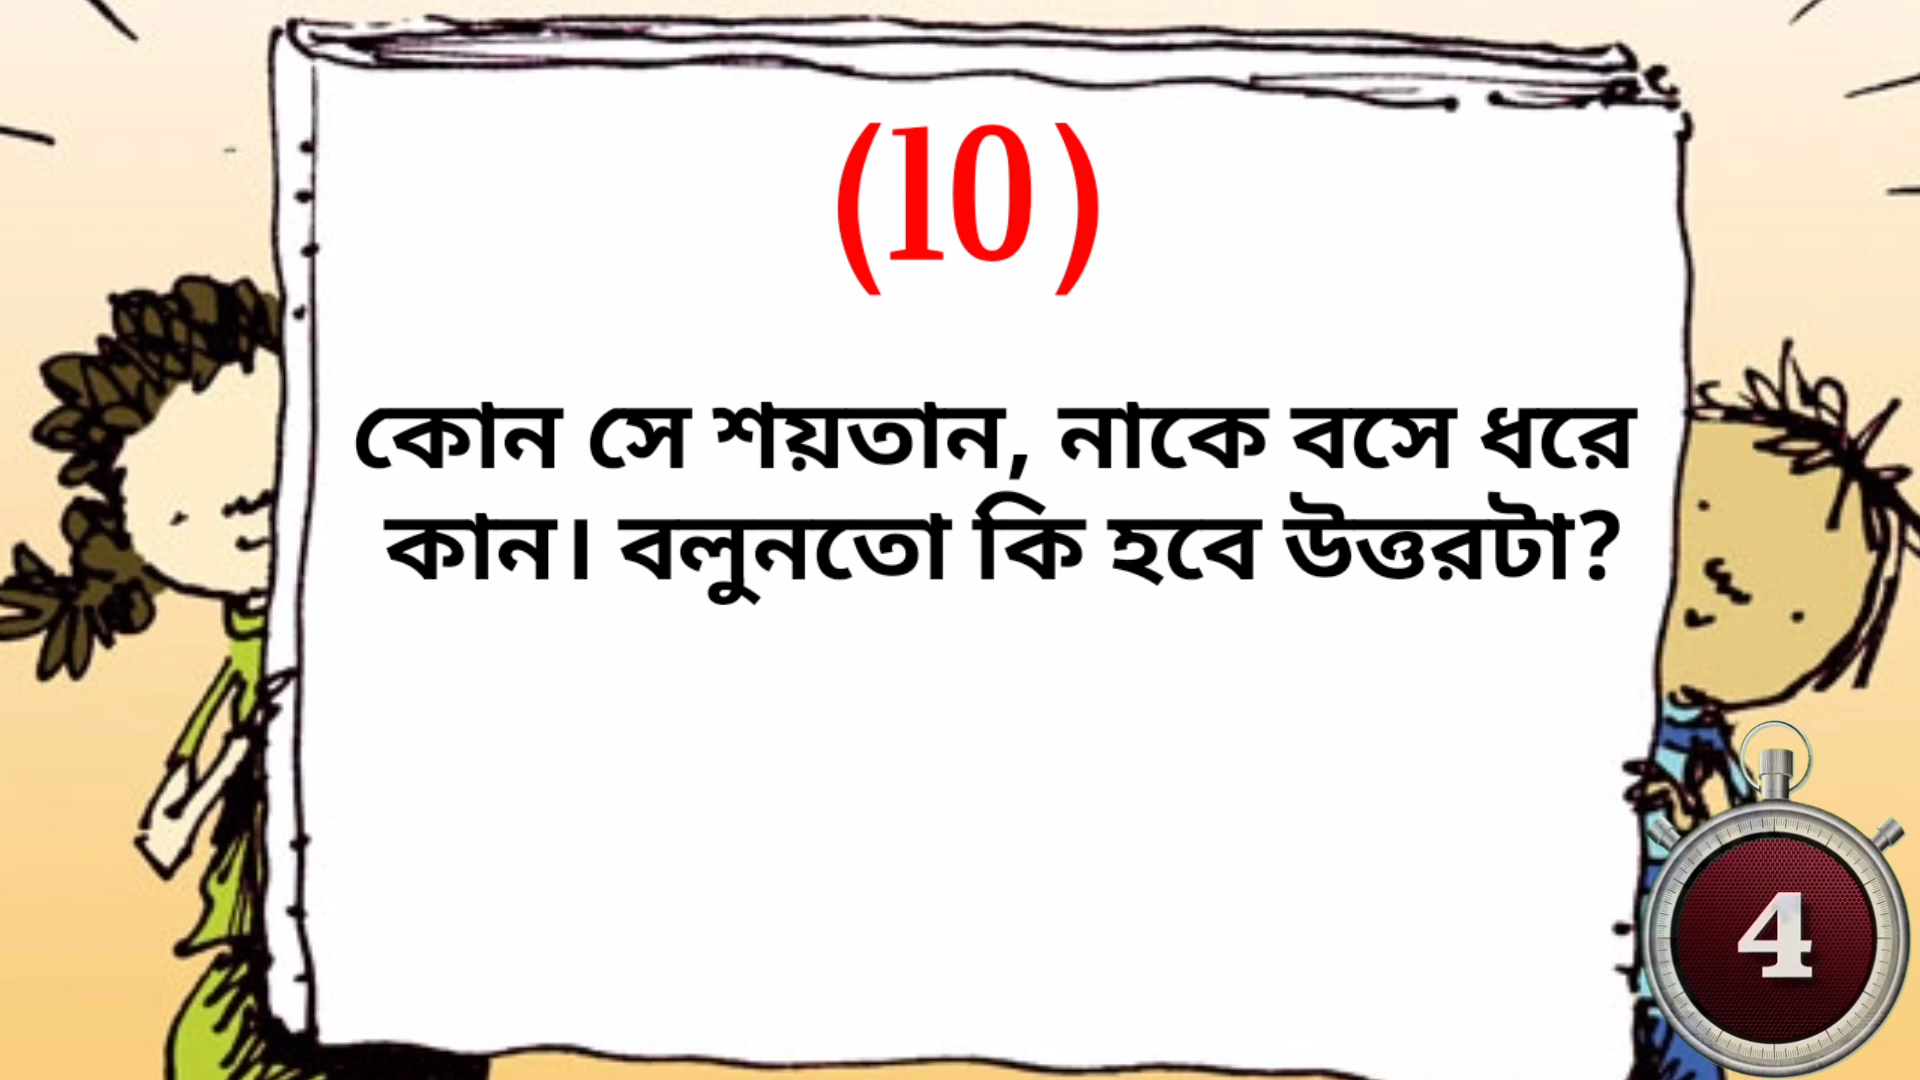 (10)
কোন সে শয়তান, নাকে বসে ধরে
কান। বলুনতো কি হবে উত্তরটা?
4